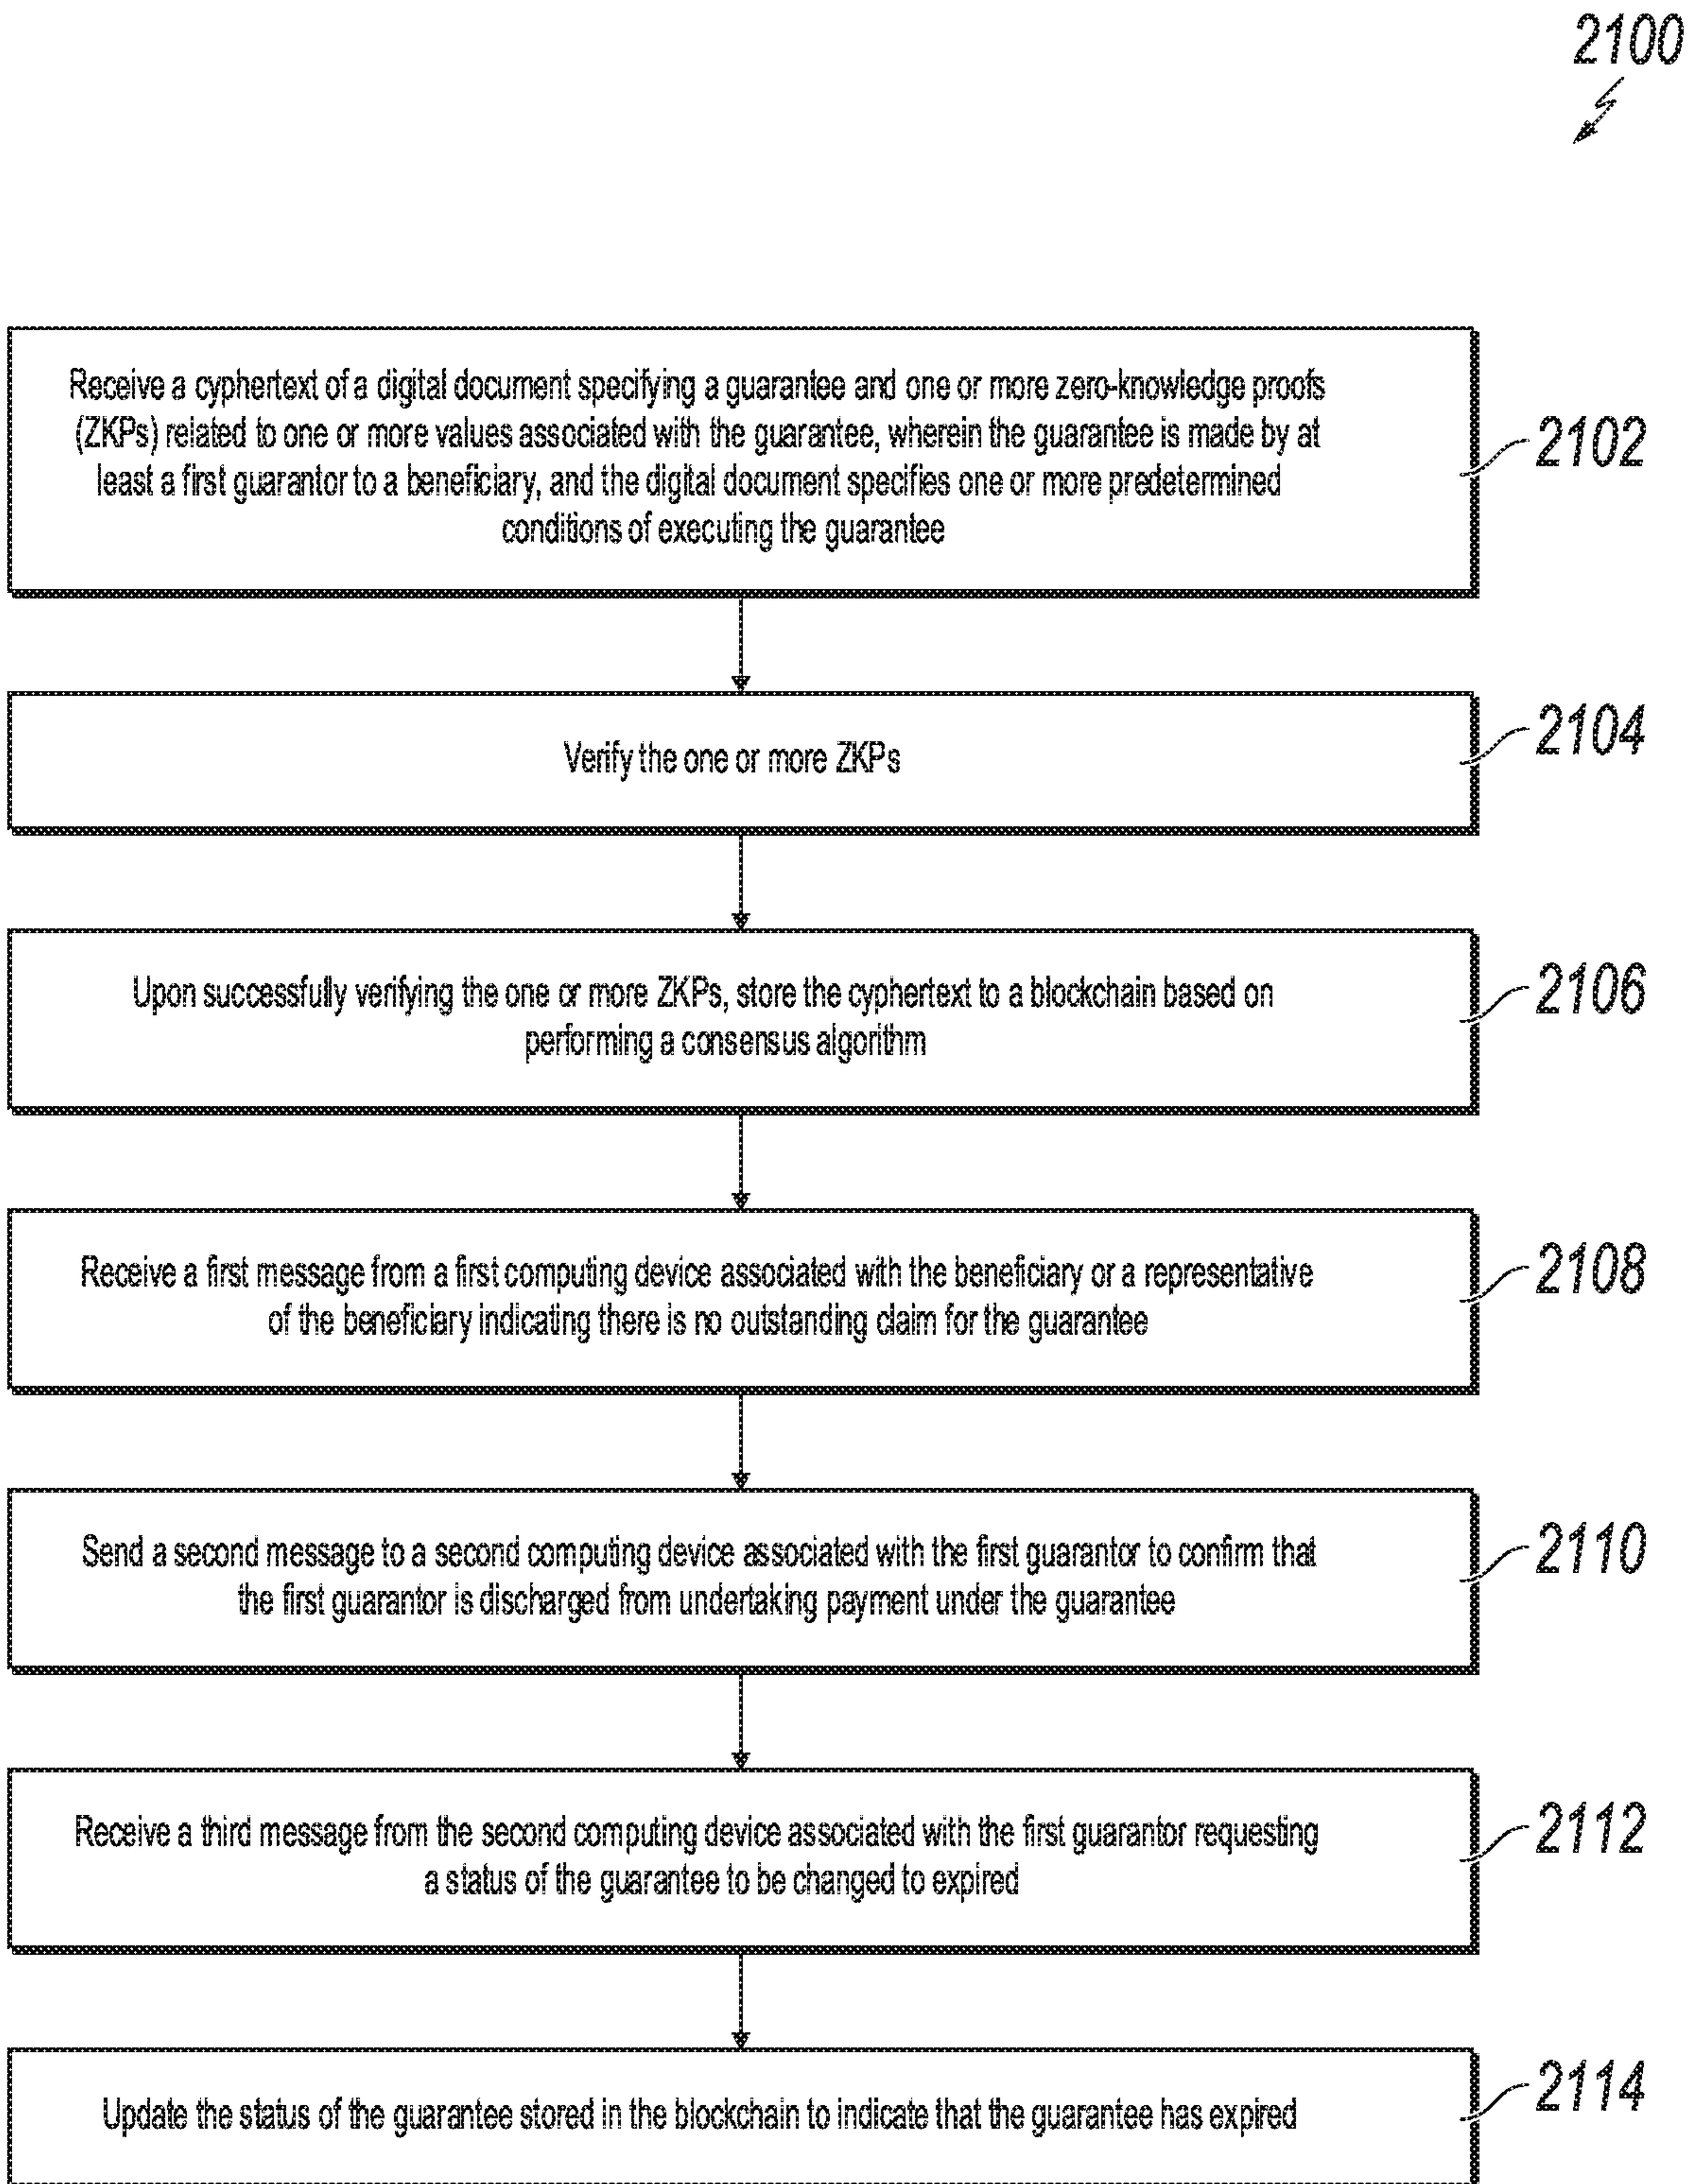 2100
Receive a cyphertext of a digital document specifying a guarantee and one or more zero-knowledge proofs
(ZKPs) related to one or more values associated with the guarantee, wherein the guarantee is made by at
least a first guarantor to a beneficiary, and the digital document specifies one or more predetermined
conditions of executing the guarantee
2102
Verify the one or more ZKPs
2104
Upon successfully verifying the one or more ZKPs, store the cyphertext to a blockchain based on
performing a consensus algorithm
2106
Receive a first message from a first computing device associated with the beneficiary or a representative
of the beneficiary indicating there is no outstanding claim for the guarantee
2108
Send a second message to a second computing device associated with the first guarantor to confirm that
the first guarantor is discharged from undertaking payment under the guarantee
2110
Receive a third message from the second computing device associated with the first guarantor requesting
a status of the guarantee to be changed to expired
2112
Update the status of the guarantee stored in the blockchain to indicate that the guarantee has expired
2114